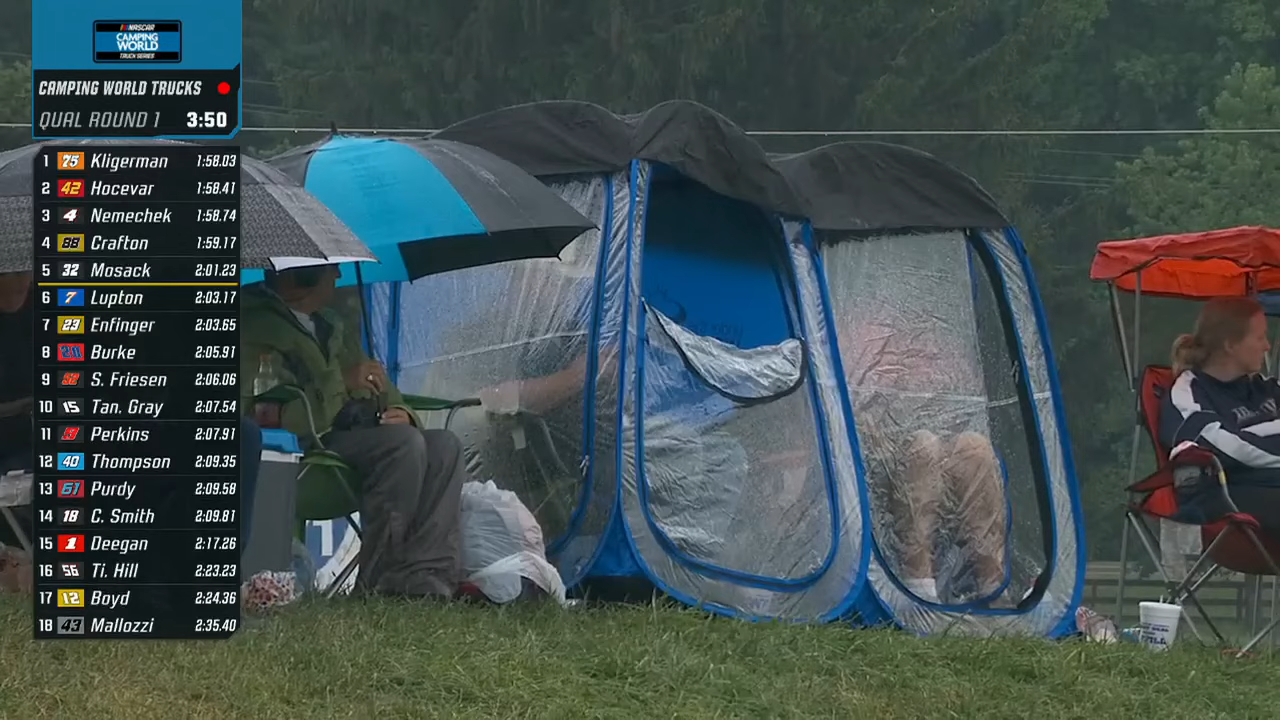 NASCAR
CAMPING
WORLD
TRUCK SERIES
CAMPING WORLD TRUCKS
QUAL ROUND 1 3:50
1 75 Kligerman 1:58.03
2 42 Hocevar 1:58.41
3 4 Nemechek 1:58.74
4 88 Crafton 1:59.17
5 32 Mosack 2:01.23
6 7 Lupton 2:03.17
7 23 Enfinger 2:03.65
8 20 Burke 2:05.91
9 52 S. Friesen 2:06.06
10 15 Tan. Gray 2:07.54
11 Perkins 2:07.91
12 40 Thompson 2:09.35
13 61 Purdy 2:09.58
14 18 C. Smith 2:09.81
15 1 Deegan 2:17.26
16 56 Ti. Hill 2:23.23
17 12 Boyd 2:24.36
18 43 Mallozzi 2:35.40